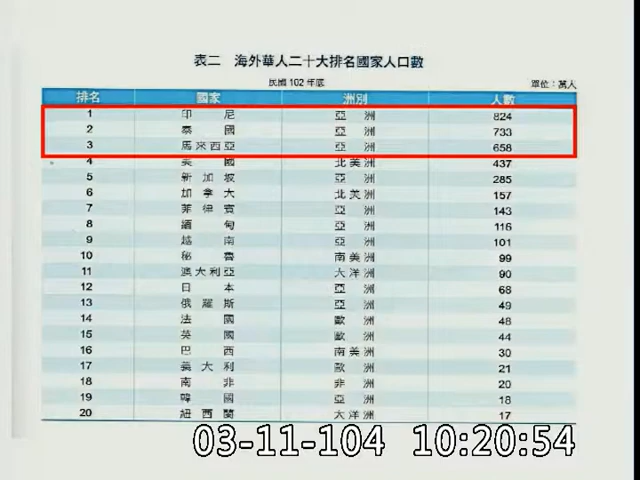 表二 海外華人二十大排名國家人口數
民國 102 年底 單位：萬人
排名 國家 洲別 人數
1 印尼 亞洲 824
2 泰國 亞洲 733
3 馬來西亞 亞洲 658
4 美國 北美洲 437
5 新加坡 亞洲 285
6 加拿大 北美洲 157
7 菲律賓 亞洲 143
8 緬甸 亞洲 116
9 越南 亞洲 101
10 秘魯 南美洲 99
11 澳大利亞 大洋洲 90
12 日本 亞洲 68
13 俄羅斯 亞洲 49
14 法國 歐洲 48
15 英國 歐洲 44
16 巴西 南美洲 30
17 義大利 歐洲 21
18 南非 非洲 20
19 韓國 亞洲 18
20 紐西蘭 大洋洲 17
03-11-104 10:20:54